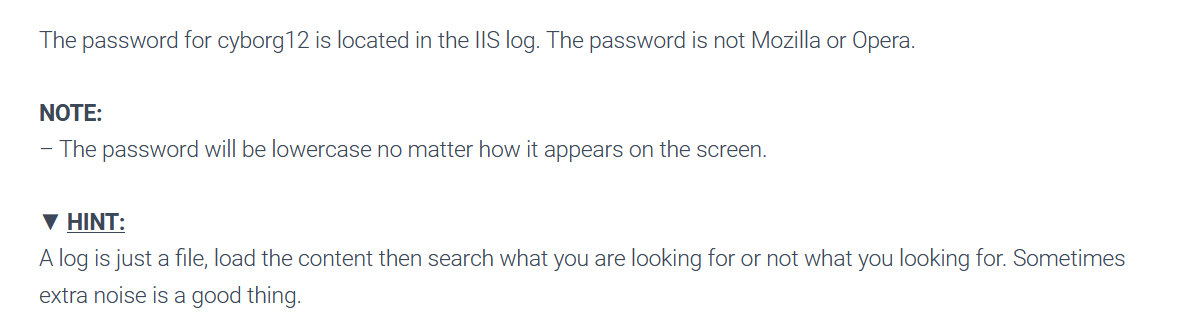 The password for cyborg12 is located in the IIS log. The password is not Mozilla or Opera.
NOTE:
– The password will be lowercase no matter how it appears on the screen.
▼ HINT:
A log is just a file, load the content then search what you are looking for or not what you looking for. Sometimes
extra noise is a good thing.